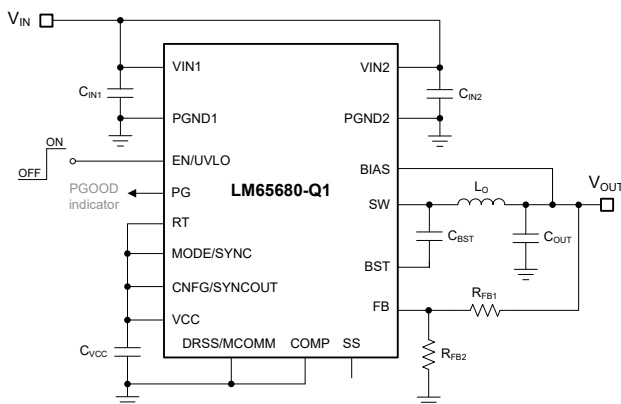 VIN
VIN1
VIN2
CIN1
CIN2
PGND1
PGND2
ON
OFF
EN/UVLO
BIAS
PGOOD
indicator
PG
LM65680-Q1
SW
LO
VOUT
RT
CBST
COUT
MODE/SYNC
BST
CNFG/SYNCOUT
FB
RFB1
VCC
CVCC
DRSS/MCOMM
COMP
SS
RFB2